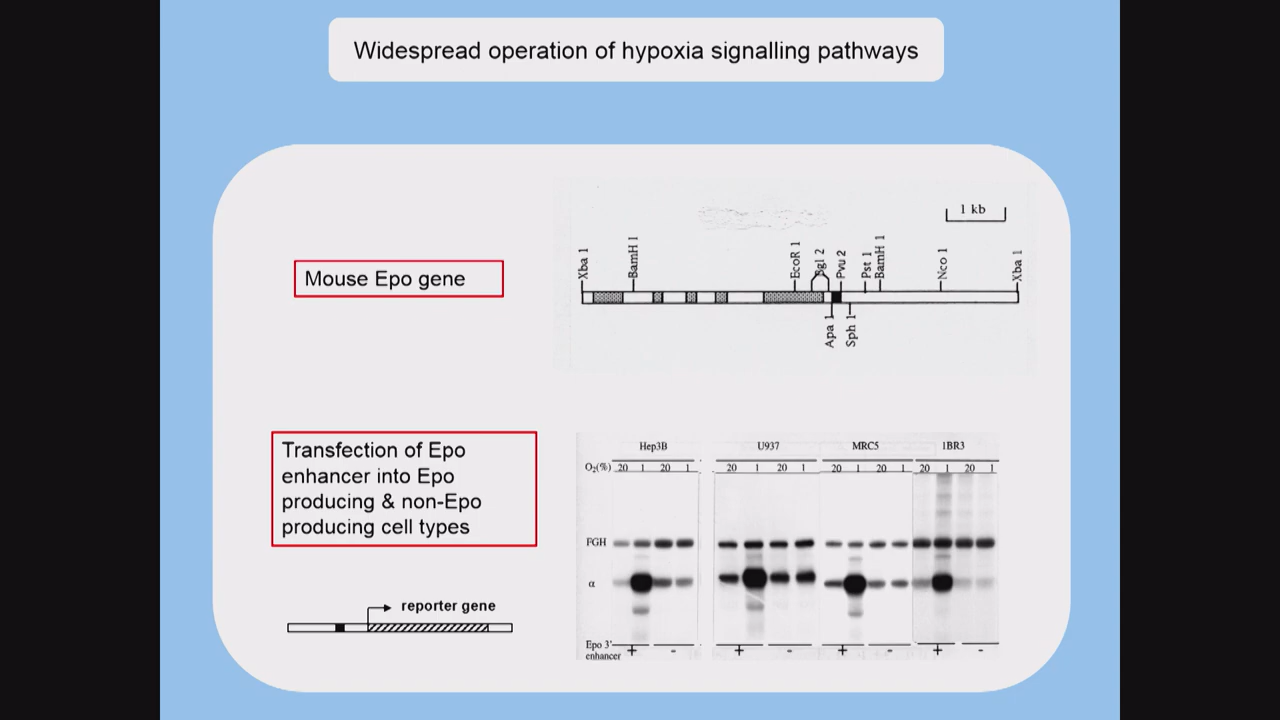 Widespread operation of hypoxia signalling pathways
1 kb
Xba 1 BamH 1 EcoR 1 Bgl 2 Pvu 2 Pst 1 BamH 1 Nco 1 Xba 1
Mouse Epo gene
Apa 1 Sph 1
Transfection of Epo
enhancer into Epo
producing & non-Epo
producing cell types
reporter gene
Hep3B U937 MRC5 1BR3
O2(%) 20 1 20 1 20 1 20 1 20 1 20 1 20 1 20 1
FGH
α
Epo 3'
enhancer + - + - + - + -